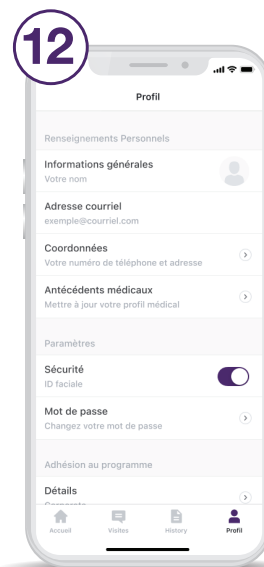 12
Profil
Renseignements Personnels
Informations générales
Votre nom
Adresse courriel
exemple@courriel.com
Coordonnées
Votre numéro de téléphone et adresse
Antécédents médicaux
Mettre à jour votre profil médical
Paramètres
Sécurité
ID faciale
Mot de passe
Changez votre mot de passe
Adhésion au programme
Détails
Accueil Visites History Profil